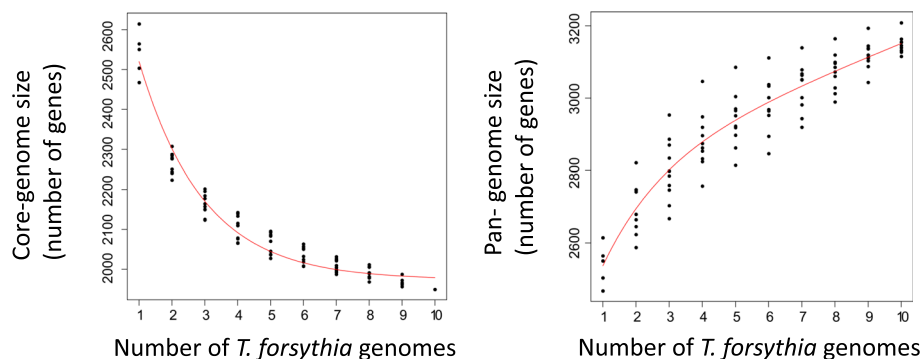 Core-genome size
(number of genes)
2600
2500
2400
2300
2200
2100
2000
1 2 3 4 5 6 7 8 9 10
Number of T. forsythia genomes
Pan- genome size
(number of genes)
3200
3000
2800
2600
1 2 3 4 5 6 7 8 9 10
Number of T. forsythia genomes